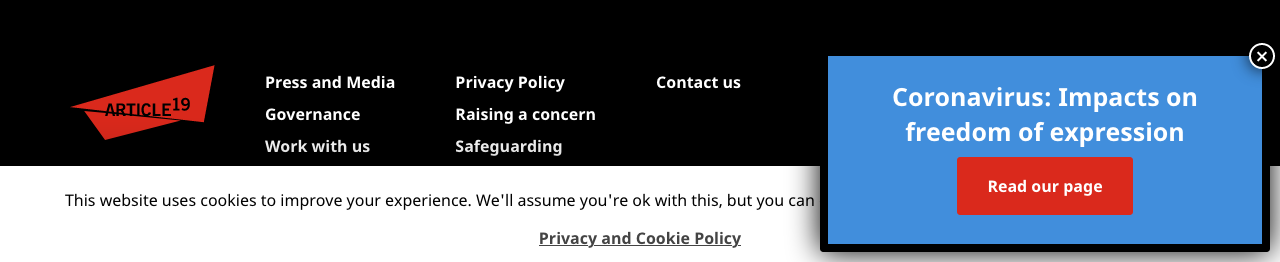 ARTICLE19
Press and Media
Governance
Work with us
Privacy Policy
Raising a concern
Safeguarding
Contact us
Coronavirus: Impacts on
freedom of expression
Read our page
This website uses cookies to improve your experience. We'll assume you're ok with this, but you can
Privacy and Cookie Policy